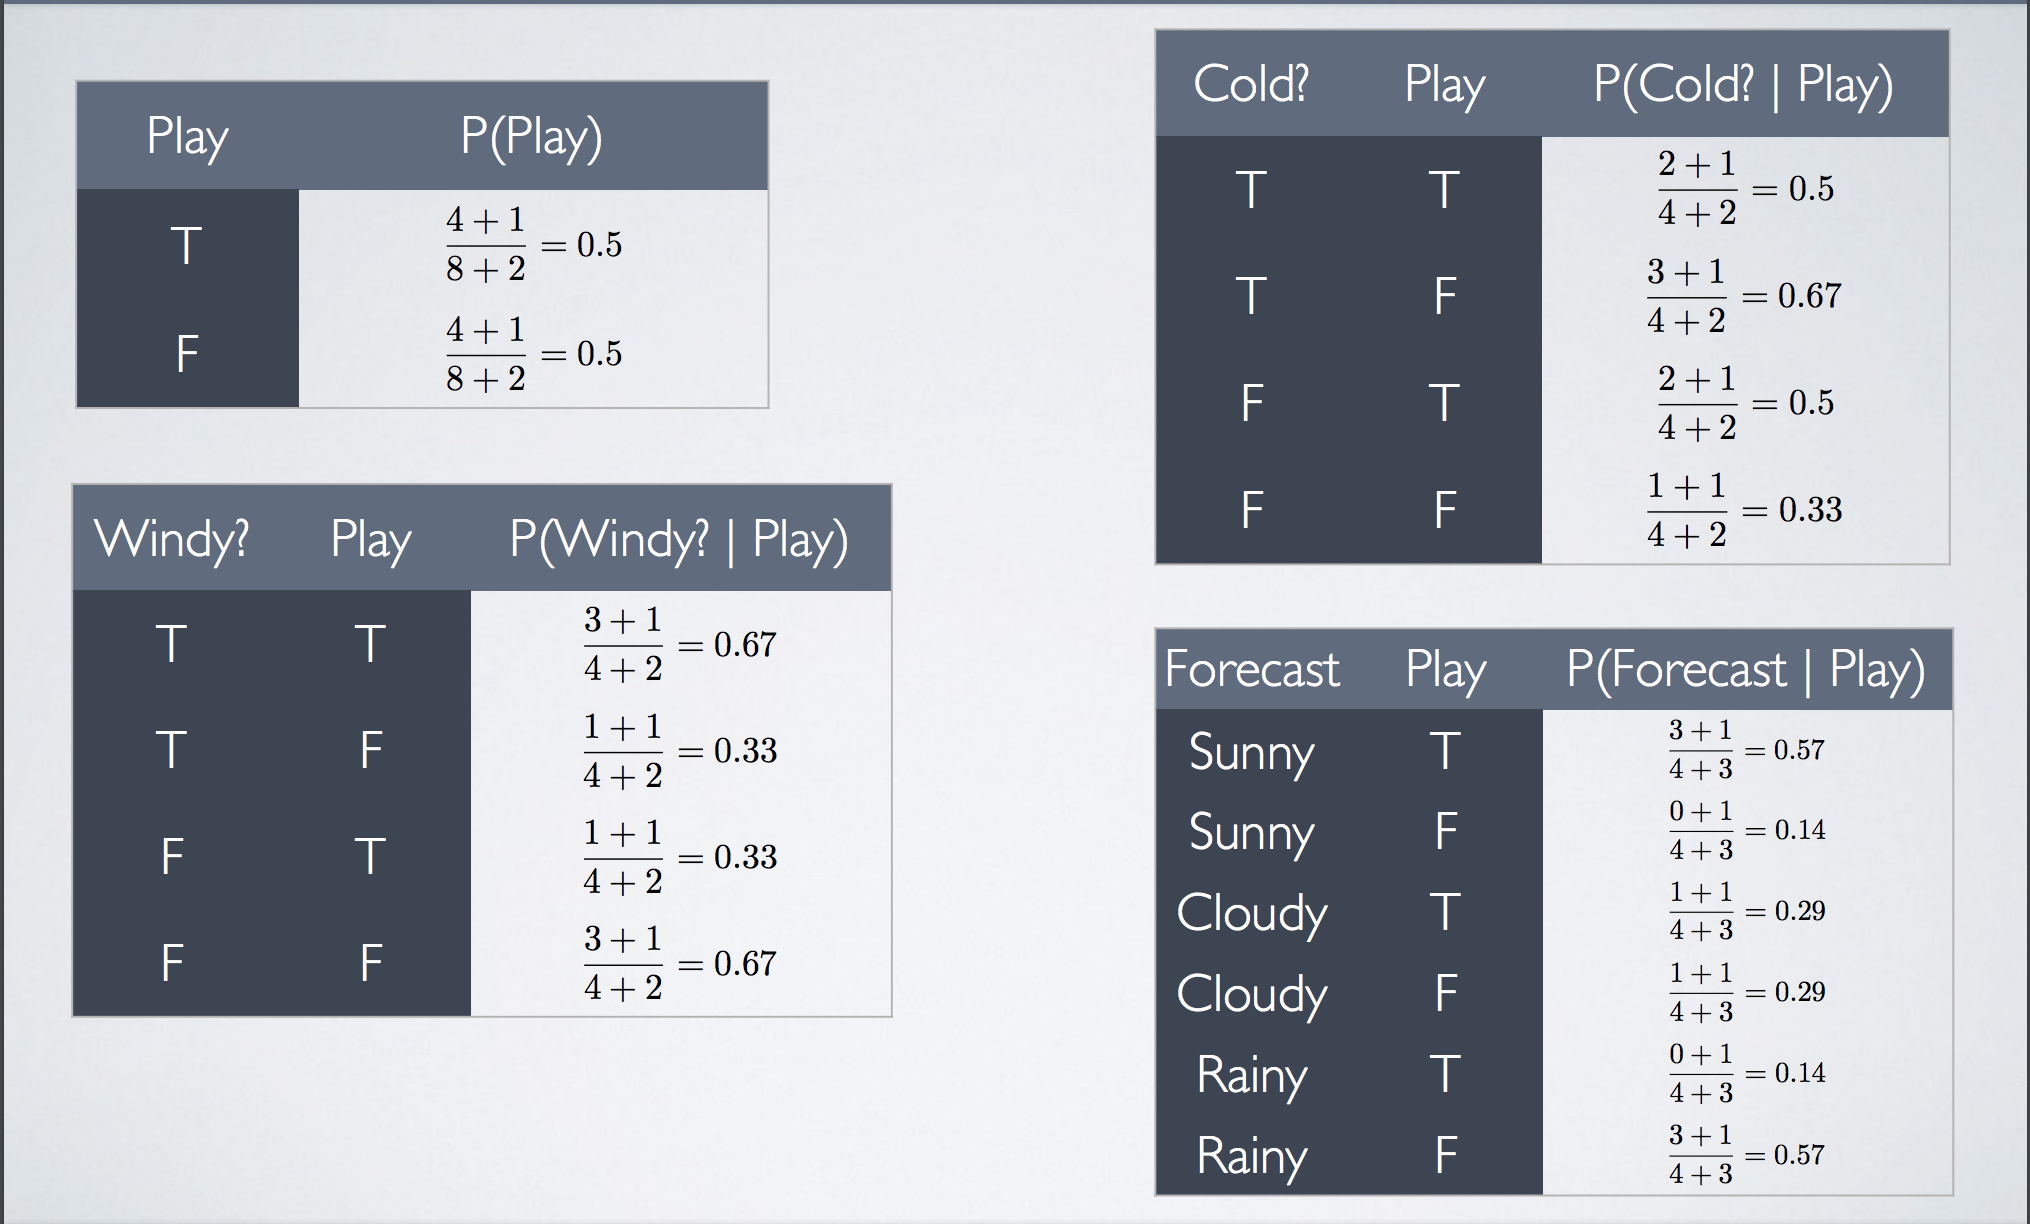 Play P(Play)
T \frac{4+1}{8+2} = 0.5
F \frac{4+1}{8+2} = 0.5
Windy? Play P(Windy? | Play)
T T \frac{3+1}{4+2} = 0.67
T F \frac{1+1}{4+2} = 0.33
F T \frac{1+1}{4+2} = 0.33
F F \frac{3+1}{4+2} = 0.67
Cold? Play P(Cold? | Play)
T T \frac{2+1}{4+2} = 0.5
T F \frac{3+1}{4+2} = 0.67
F T \frac{2+1}{4+2} = 0.5
F F \frac{1+1}{4+2} = 0.33
Forecast Play P(Forecast | Play)
Sunny T \frac{3+1}{4+3} = 0.57
Sunny F \frac{0+1}{4+3} = 0.14
Cloudy T \frac{1+1}{4+3} = 0.29
Cloudy F \frac{1+1}{4+3} = 0.29
Rainy T \frac{0+1}{4+3} = 0.14
Rainy F \frac{3+1}{4+3} = 0.57